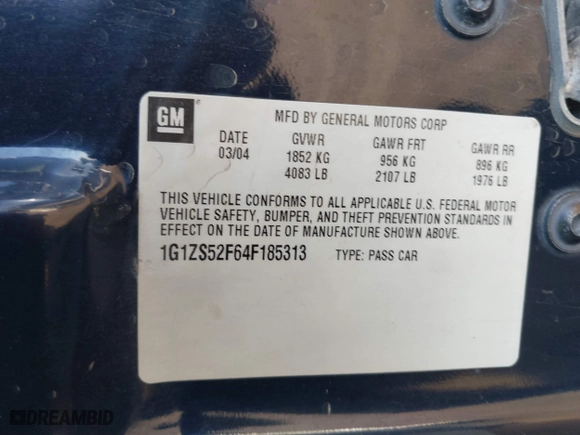 GM
MFD BY GENERAL MOTORS CORP
DATE GVWR GAWR FRT GAWR RR
03/04 1852 KG 956 KG 896 KG
4083 LB 2107 LB 1976 LB
THIS VEHICLE CONFORMS TO ALL APPLICABLE U.S. FEDERAL MOTOR
VEHICLE SAFETY, BUMPER, AND THEFT PREVENTION STANDARDS IN
EFFECT ON THE DATE OF MANUFACTURE SHOWN ABOVE.
1G1ZS52F64F185313 TYPE: PASS CAR
DREAMBID